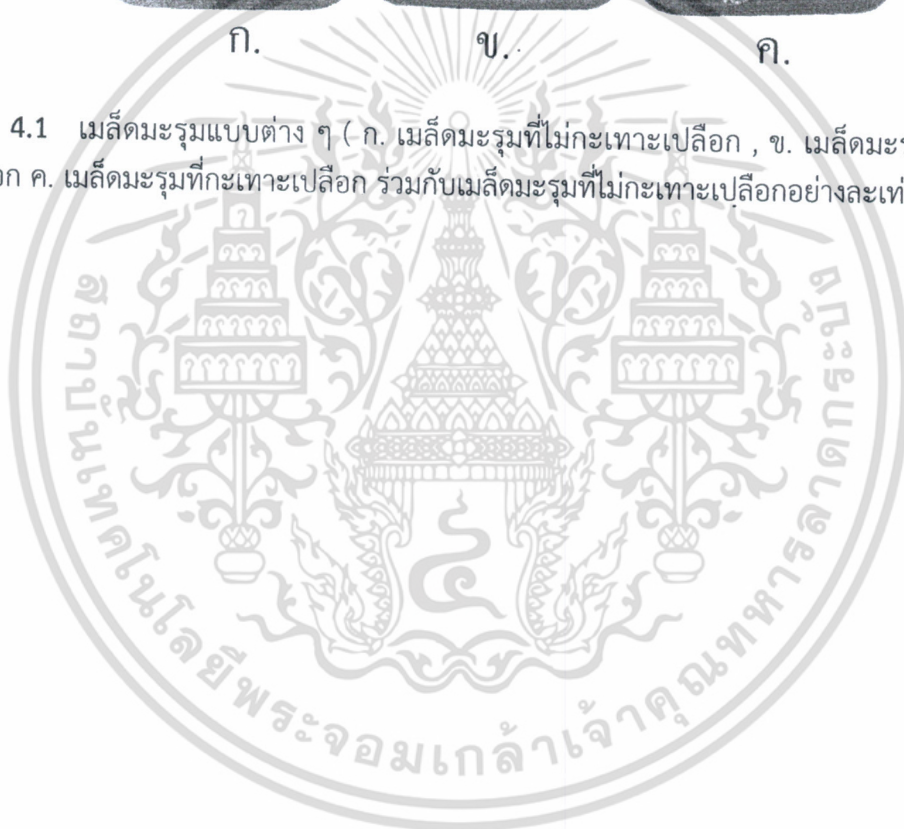 ก. ข. ค.
4.1 เมล็ดมะรุมแบบต่าง ๆ ( ก. เมล็ดมะรุมที่ไม่กะเทาะเปลือก , ข. เมล็ดมะ
ค. เมล็ดมะรุมที่กะเทาะเปลือก ร่วมกับเมล็ดมะรุมที่ไม่กะเทาะเปลือกอย่างละเท่
สถาบันเทคโนโลยีพระจอมเกล้าเจ้าคุณทหารลาดกระบัง